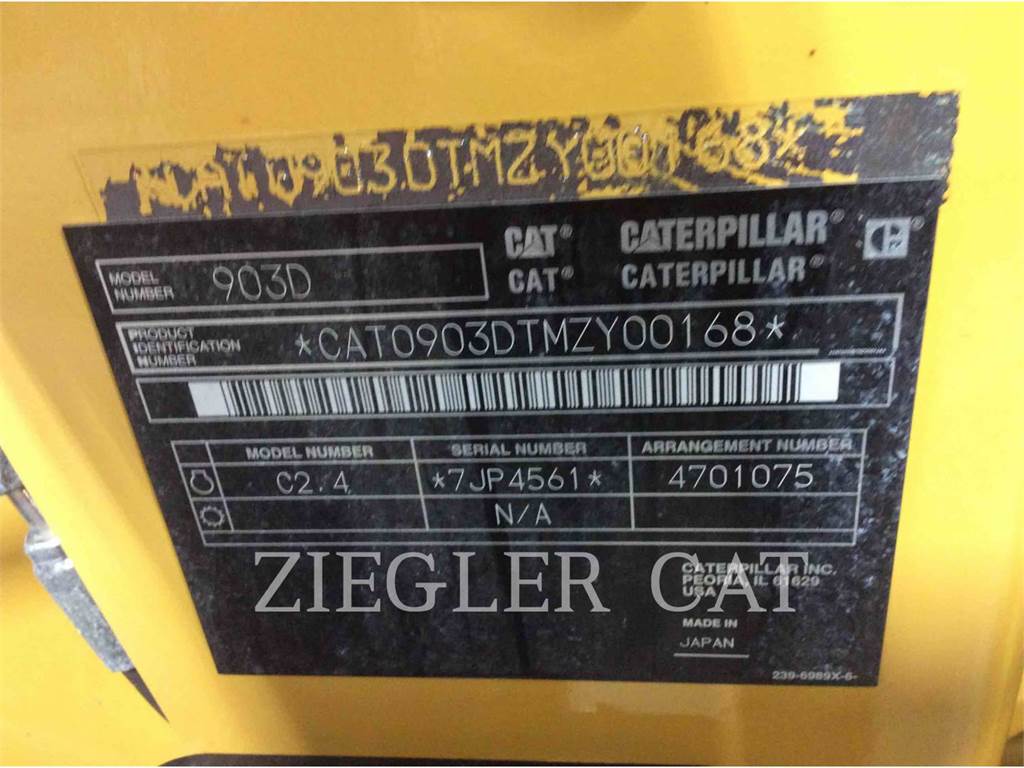 *CAT0903DTMZY00168*
CAT® CATERPILLAR®
CAT® CATERPILLAR®
MODEL NUMBER 903D
PRODUCT IDENTIFICATION NUMBER *CAT0903DTMZY00168*
MODEL NUMBER SERIAL NUMBER ARRANGEMENT NUMBER
C2.4 *7JP4561* 4701075
N/A
ZIEGLER CAT
CATERPILLAR INC.
PEORIA, IL 61629
USA
MADE IN
JAPAN
239-6989X-6-